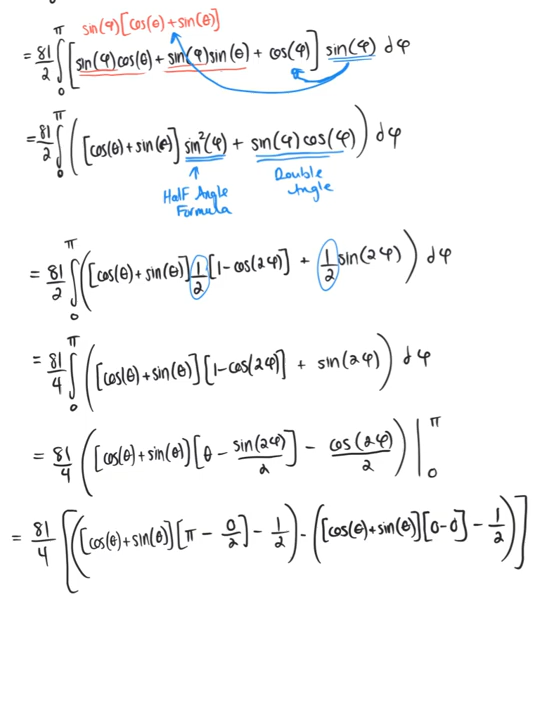 sin(φ)[cos(θ)+sin(θ)]
= 81/2 ∫₀^π [sin(φ)cos(θ) + sin(φ)sin(θ) + cos(φ)] sin(φ) dφ
= 81/2 ∫₀^π ([cos(θ)+sin(θ)] sin²(φ) + sin(φ)cos(φ)) dφ
Half Angle Formula
Double Angle
= 81/2 ∫₀^π ([cos(θ)+sin(θ)] 1/2 [1-cos(2φ)] + 1/2 sin(2φ)) dφ
= 81/4 ∫₀^π ([cos(θ)+sin(θ)][1-cos(2φ)] + sin(2φ)) dφ
= 81/4 ([cos(θ)+sin(θ)][θ - sin(2φ)/2] - cos(2φ)/2) |₀^π
= 81/4 [([cos(θ)+sin(θ)][π - 0/2] - 1/2) - ([cos(θ)+sin(θ)][0-0] - 1/2)]